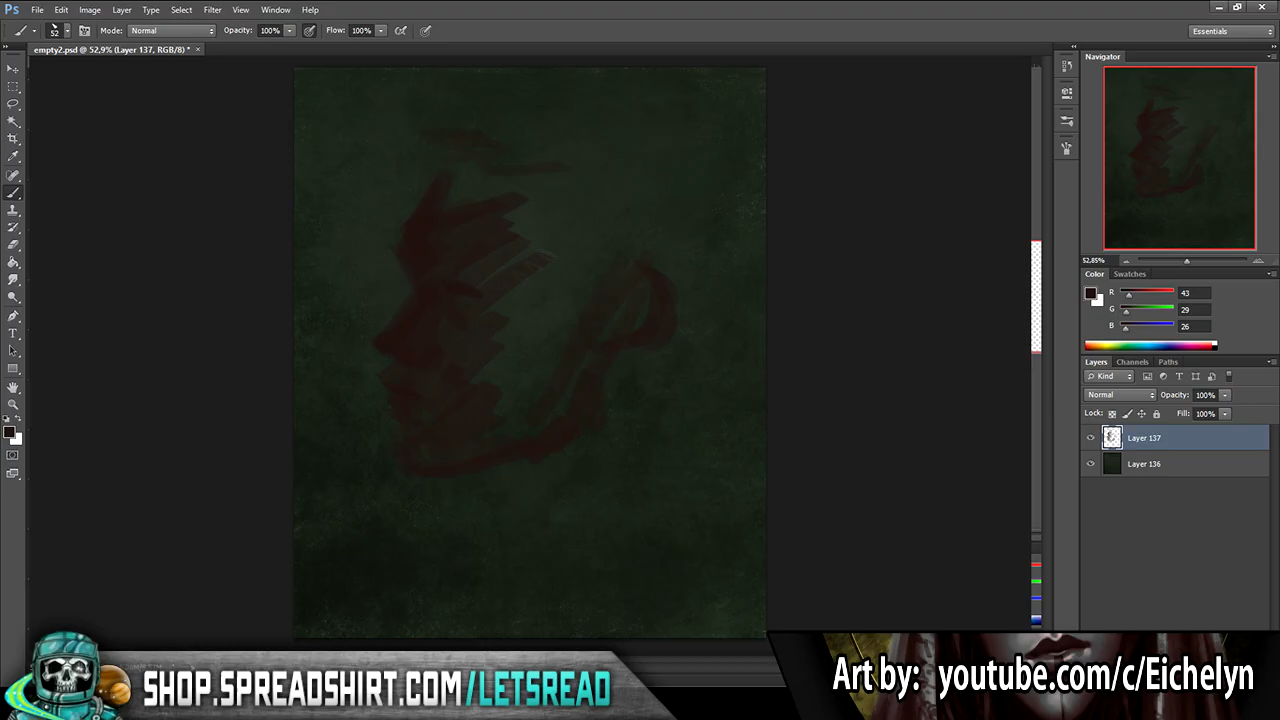 Ps File Edit Image Layer Type Select Filter 3D View Window Help
52 Mode: Normal Opacity: 100% Flow: 100% Essentials
empty2.psd @ 52,9% (Layer 137, RGB/8) * ×
Navigator
52,85%
Color Swatches
R 43
G 29
B 26
Layers Channels Paths
Kind
Normal Opacity: 100%
Lock: Fill: 100%
Layer 137
Layer 136
SHOP.SPREADSHIRT.COM/LETSREAD
Art by: youtube.com/c/Eichelyn